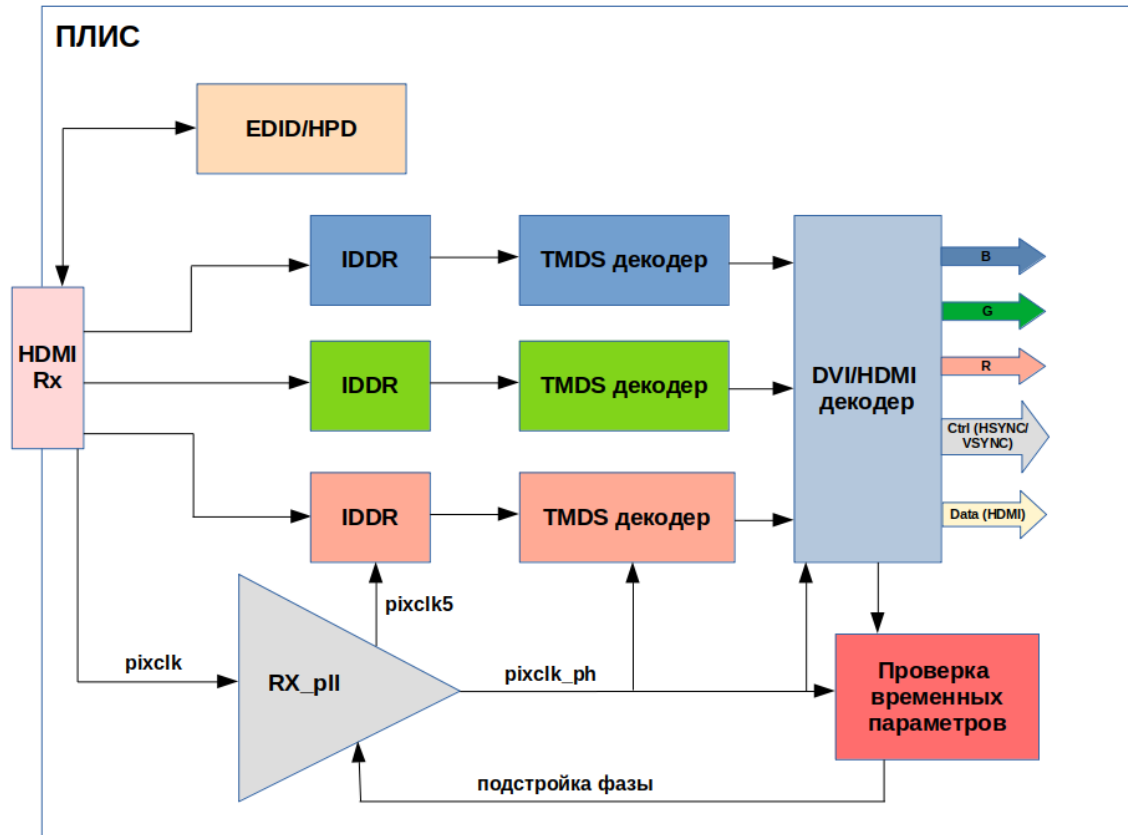 ПЛИС
EDID/HPD
IDDR
TMDS декодер
B
G
HDMI
Rx
IDDR
TMDS декодер
DVI/HDMI
декодер
R
Ctrl (HSYNC/
VSYNC)
IDDR
TMDS декодер
Data (HDMI)
pixclk5
pixclk
RX_pll
pixclk_ph
Проверка
временных
параметров
подстройка фазы